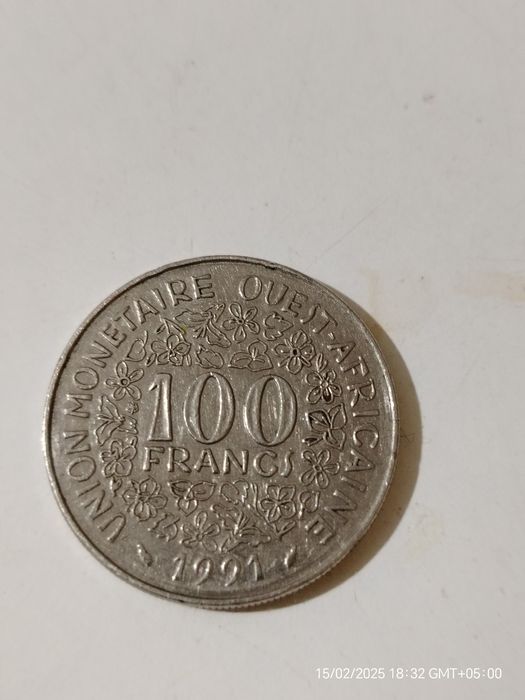 UNION MONETAIRE OUEST-AFRICAINE
100
FRANCS
1991
15/02/2025 18:32 GMT+05:00